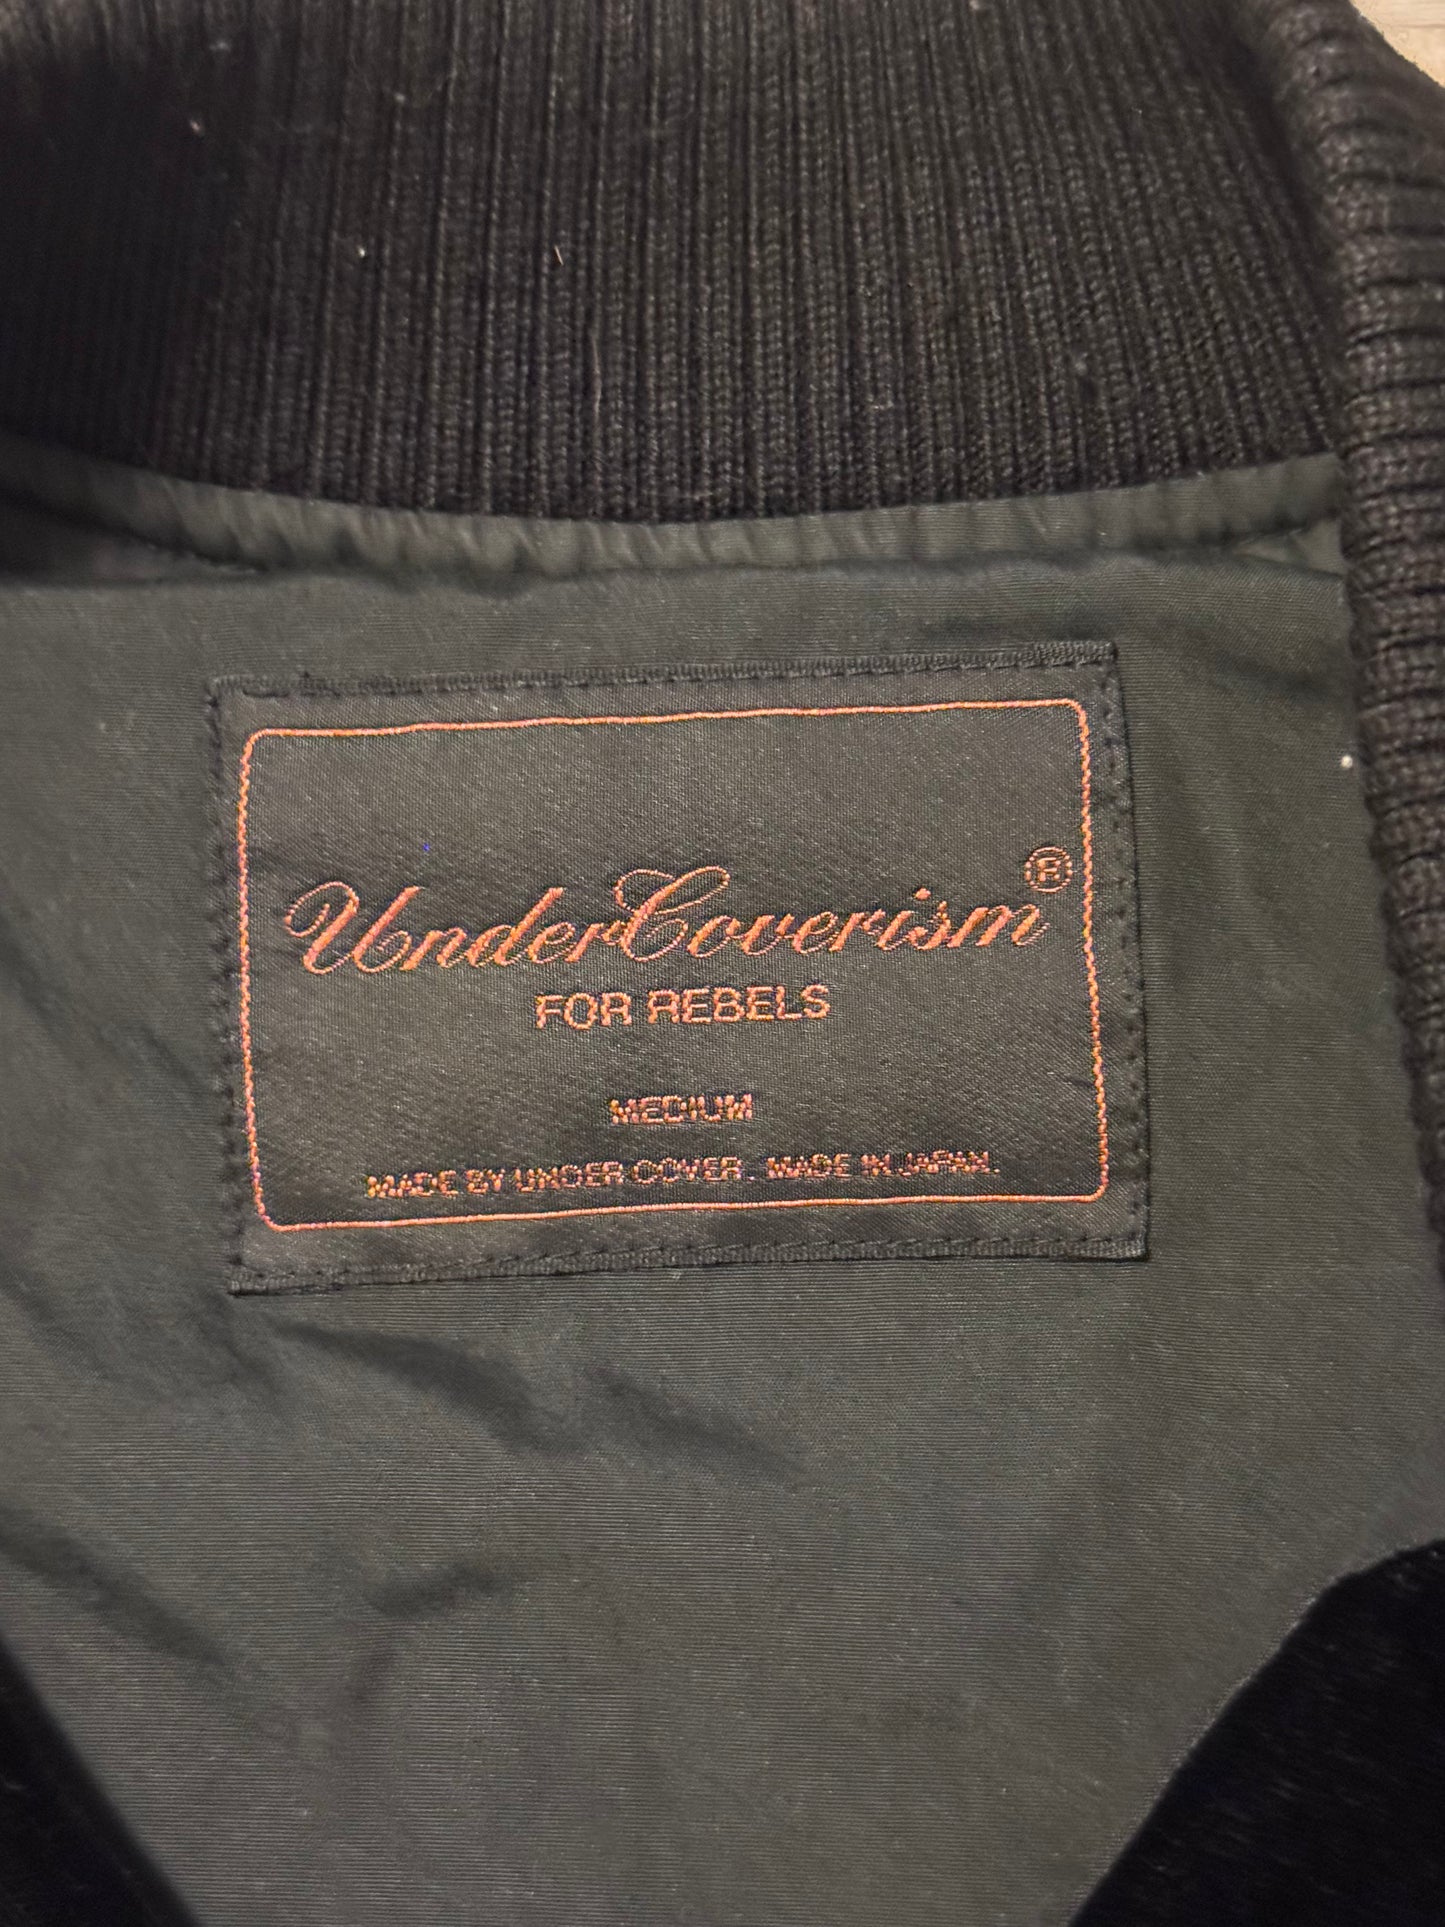 UnderCoverism®
FOR REBELS
MEDIUM
MADE BY UNDER COVER. MADE IN JAPAN.